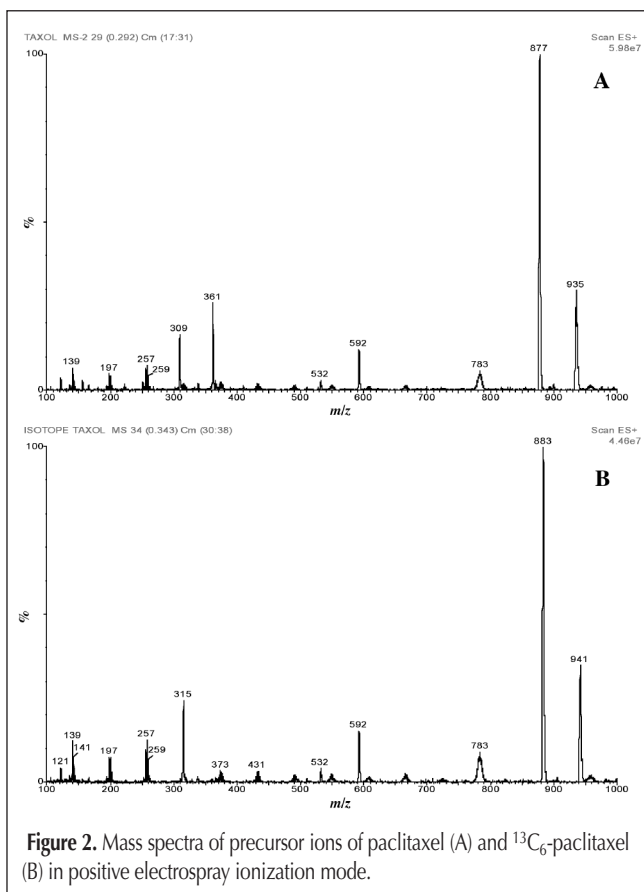 TAXOL MS-2 29 (0.292) Cm (17:31)
Scan ES+
5.98e7
100
877
A
%
935
361
309
592
139
197
257
259
532
783
0
100 200 300 400 500 600 700 800 900 1000
m/z
ISOTOPE TAXOL MS 34 (0.343) Cm (30:38)
Scan ES+
4.46e7
100
883
B
%
941
315
592
139
141
121
197
257
259
373
431
532
783
0
100 200 300 400 500 600 700 800 900 1000
m/z
Figure 2. Mass spectra of precursor ions of paclitaxel (A) and ¹³C₆-paclitaxel
(B) in positive electrospray ionization mode.